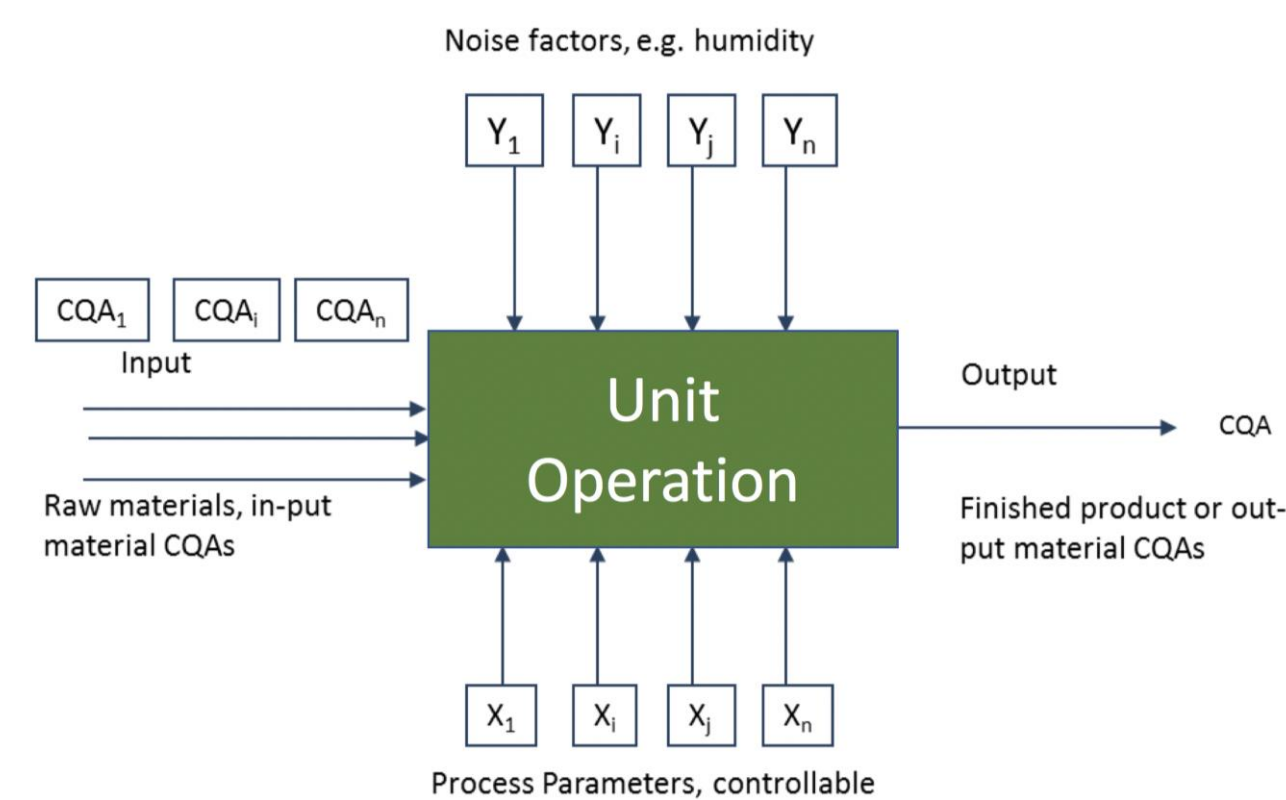 Noise factors, e.g. humidity
Y₁ Yᵢ Yⱼ Yₙ
CQA₁ CQAᵢ CQAₙ
Input
Raw materials, in-put
material CQAs
Unit
Operation
Output
CQA
Finished product or out-
put material CQAs
X₁ Xᵢ Xⱼ Xₙ
Process Parameters, controllable